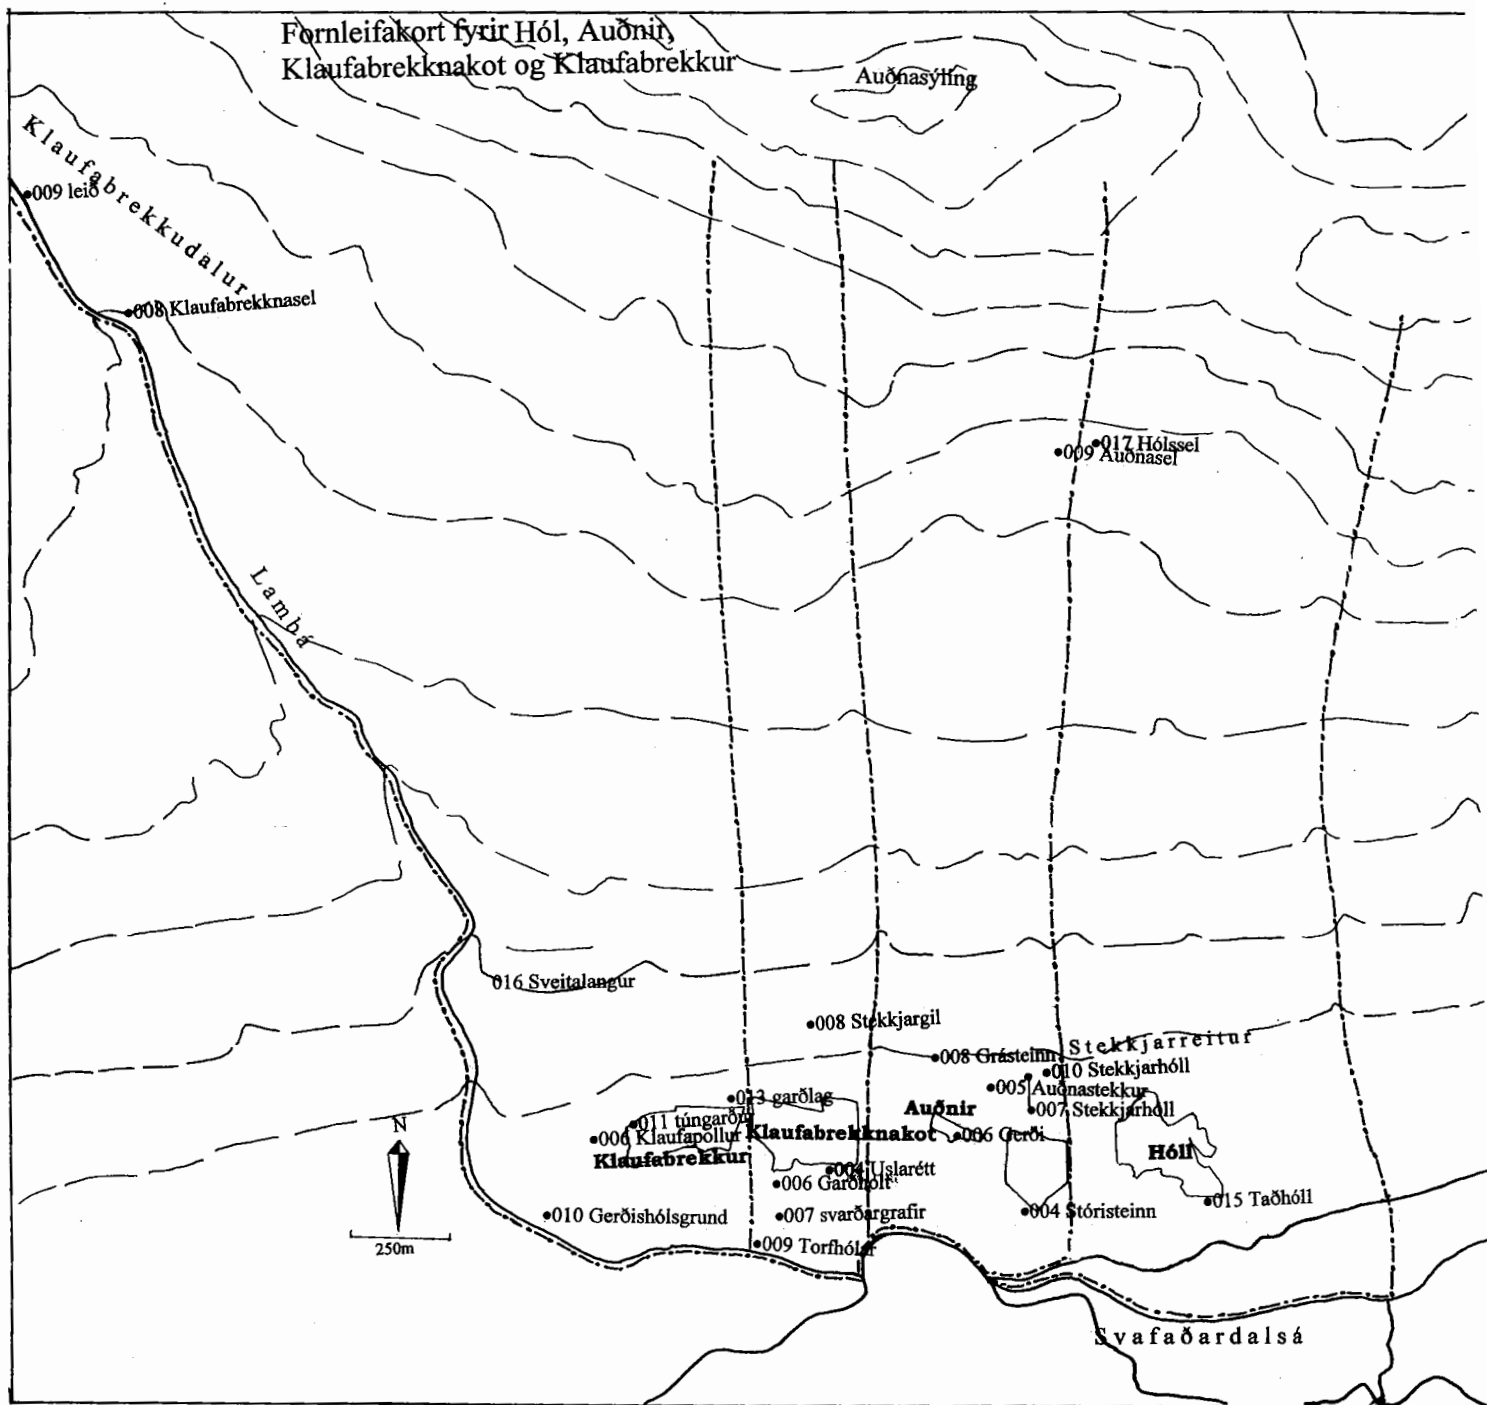 Fornleifakort fyrir Hól, Auðnir,
Klaufabrekknakot og Klaufabrekkur
Auðnasýling
Klaufabrekkudalur
009 leið
008 Klaufabrekknasel
017 Hólssel
009 Auðnasel
Lambá
016 Sveitalangur
008 Stekkjargil
008 Grásteinn
Stekkjarreitur
010 Stekkjarhóll
005 Auðnastekkur
013 garðlag
Auðnir
007 Stekkjarhóll
011 túngarður
006 Klaufapollur
Klaufabrekknakot
006 Gerði
Hóll
Klaufabrekkur
004 Uslarétt
006 Garðholt
015 Taðhóll
010 Gerðishólsgrund
007 svarðargrafir
004 Stóristeinn
009 Torfhólar
N
250m
Svafaðardalsá